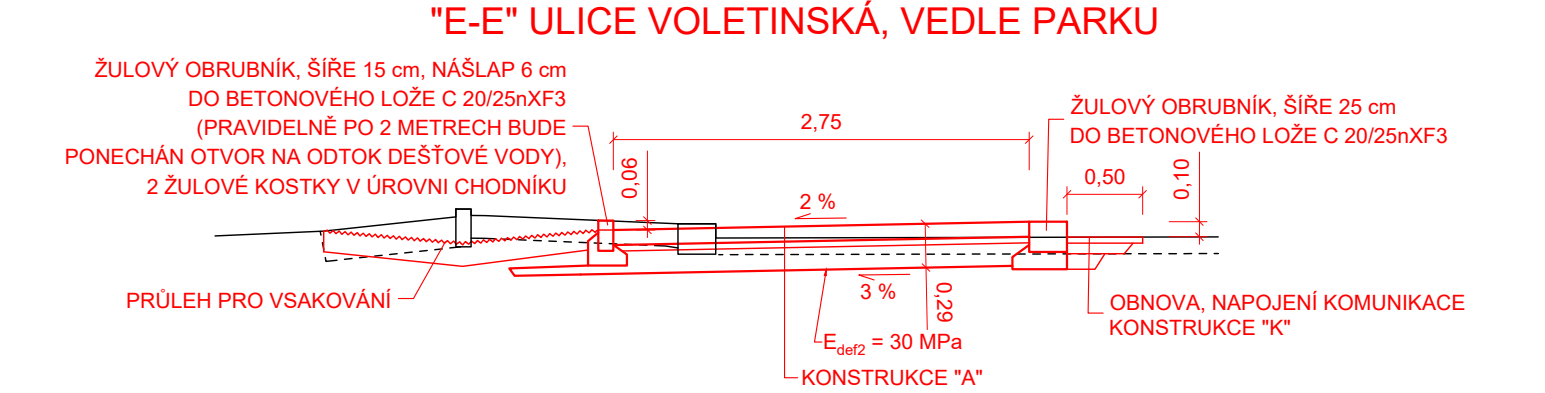 "E-E" ULICE VOLETINSKÁ, VEDLE PARKU
ŽULOVÝ OBRUBNÍK, ŠÍŘE 15 cm, NÁŠLAP 6 cm
DO BETONOVÉHO LOŽE C 20/25nXF3
(PRAVIDELNĚ PO 2 METRECH BUDE
PONECHÁN OTVOR NA ODTOK DEŠŤOVÉ VODY),
2 ŽULOVÉ KOSTKY V ÚROVNI CHODNÍKU
0,06
2,75
ŽULOVÝ OBRUBNÍK, ŠÍŘE 25 cm
DO BETONOVÉHO LOŽE C 20/25nXF3
0,50
0,10
2 %
PRŮLEH PRO VSAKOVÁNÍ
3 %
0,29
Edef2 = 30 MPa
KONSTRUKCE "A"
OBNOVA, NAPOJENÍ KOMUNIKACE
KONSTRUKCE "K"